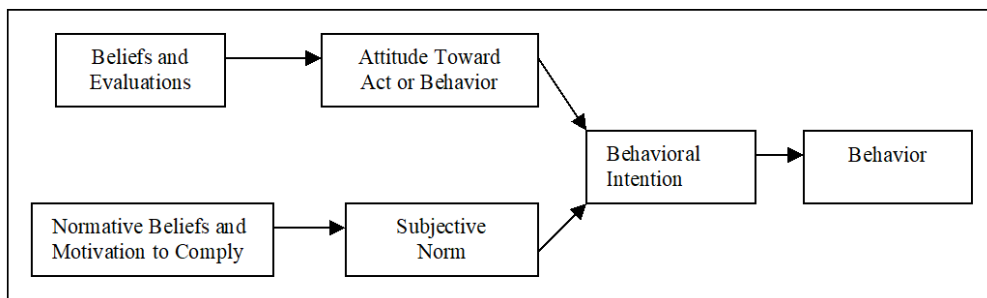 Beliefs and
Evaluations
Attitude Toward
Act or Behavior
Behavioral
Intention
Behavior
Normative Beliefs and
Motivation to Comply
Subjective
Norm